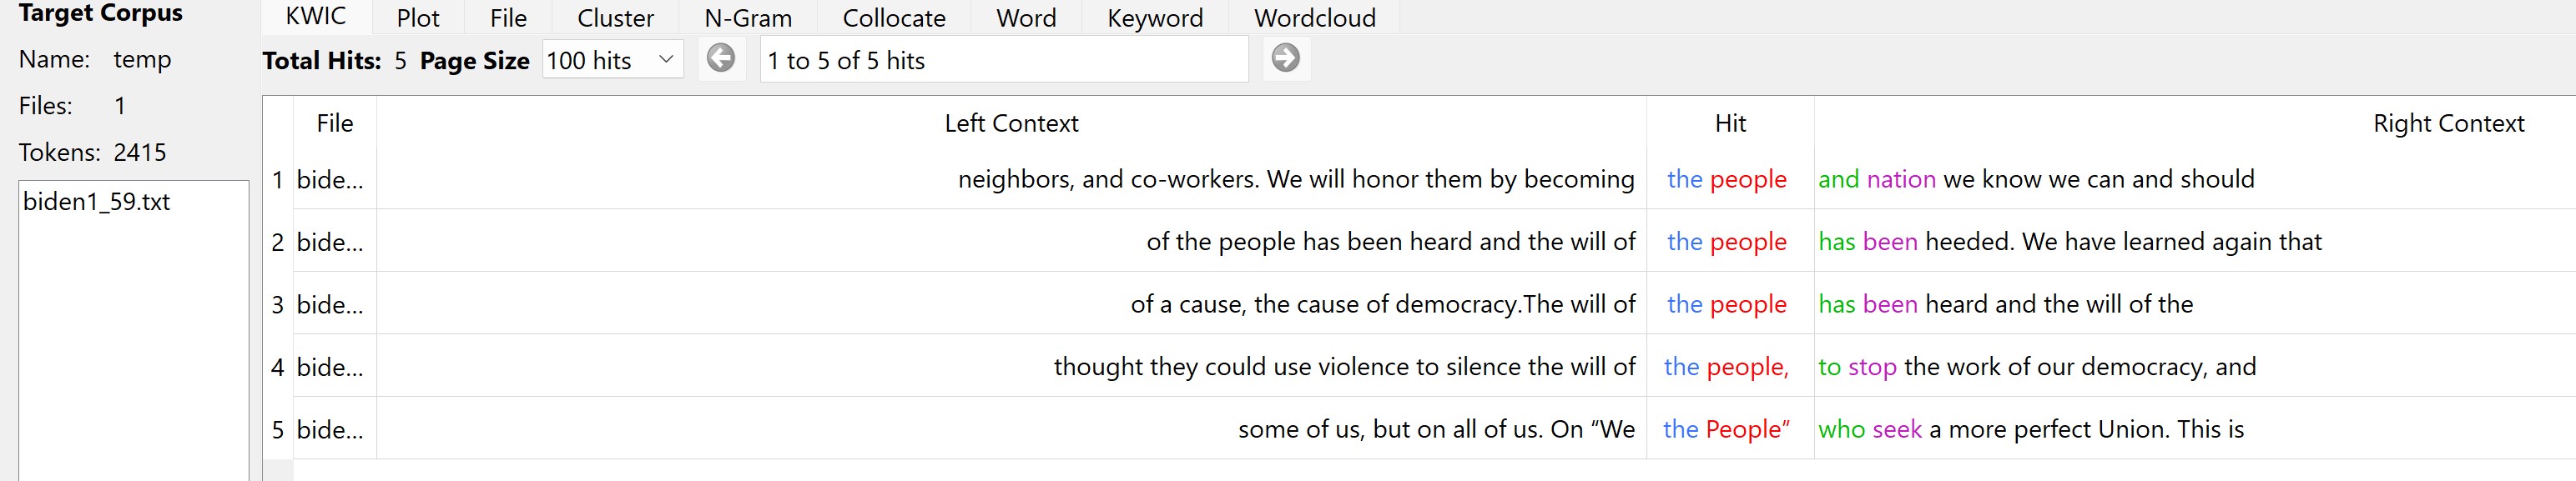 Target Corpus
Name: temp
Files: 1
Tokens: 2415
biden1_59.txt
KWIC Plot File Cluster N-Gram Collocate Word Keyword Wordcloud
Total Hits: 5 Page Size 100 hits 1 to 5 of 5 hits
File Left Context Hit Right Context
1 bide... neighbors, and co-workers. We will honor them by becoming the people and nation we know we can and should
2 bide... of the people has been heard and the will of the people has been heeded. We have learned again that
3 bide... of a cause, the cause of democracy.The will of the people has been heard and the will of the
4 bide... thought they could use violence to silence the will of the people, to stop the work of our democracy, and
5 bide... some of us, but on all of us. On “We the People” who seek a more perfect Union. This is